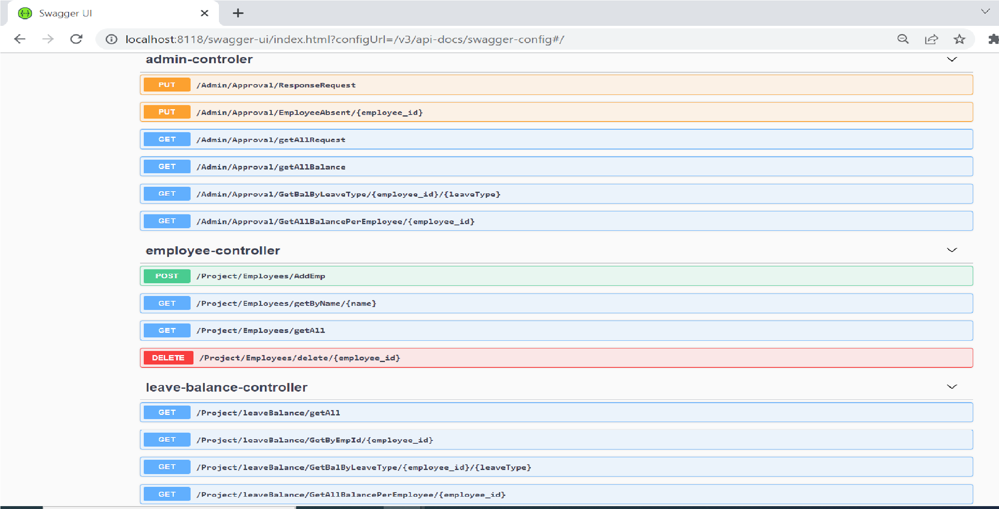 Swagger UI
localhost:8118/swagger-ui/index.html?configUrl=/v3/api-docs/swagger-config#/
admin-controler
PUT /Admin/Approval/ResponseRequest
PUT /Admin/Approval/EmployeeAbsent/{employee_id}
GET /Admin/Approval/getAllRequest
GET /Admin/Approval/getAllBalance
GET /Admin/Approval/GetBalByLeaveType/{employee_id}/{leaveType}
GET /Admin/Approval/GetAllBalancePerEmployee/{employee_id}
employee-controller
POST /Project/Employees/AddEmp
GET /Project/Employees/getByName/{name}
GET /Project/Employees/getAll
DELETE /Project/Employees/delete/{employee_id}
leave-balance-controller
GET /Project/leaveBalance/getAll
GET /Project/leaveBalance/GetByEmpId/{employee_id}
GET /Project/leaveBalance/GetBalByLeaveType/{employee_id}/{leaveType}
GET /Project/leaveBalance/GetAllBalancePerEmployee/{employee_id}